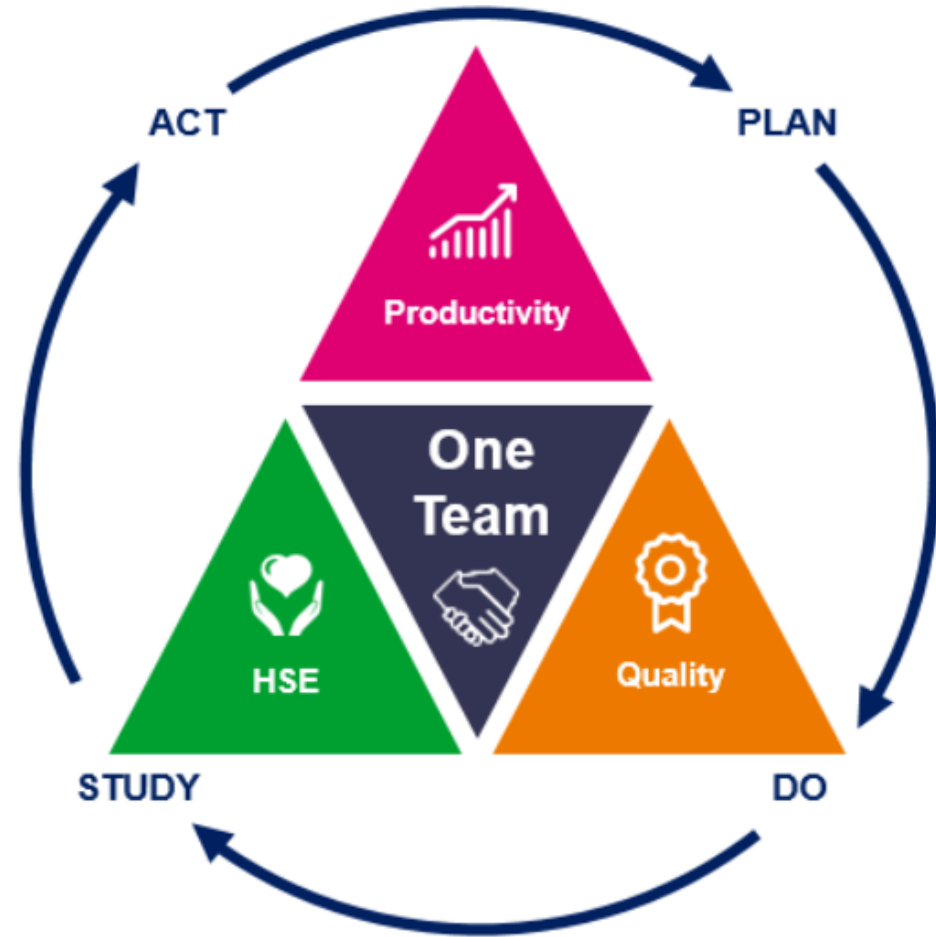 ACT
PLAN
Productivity
One
Team
HSE
Quality
STUDY
DO